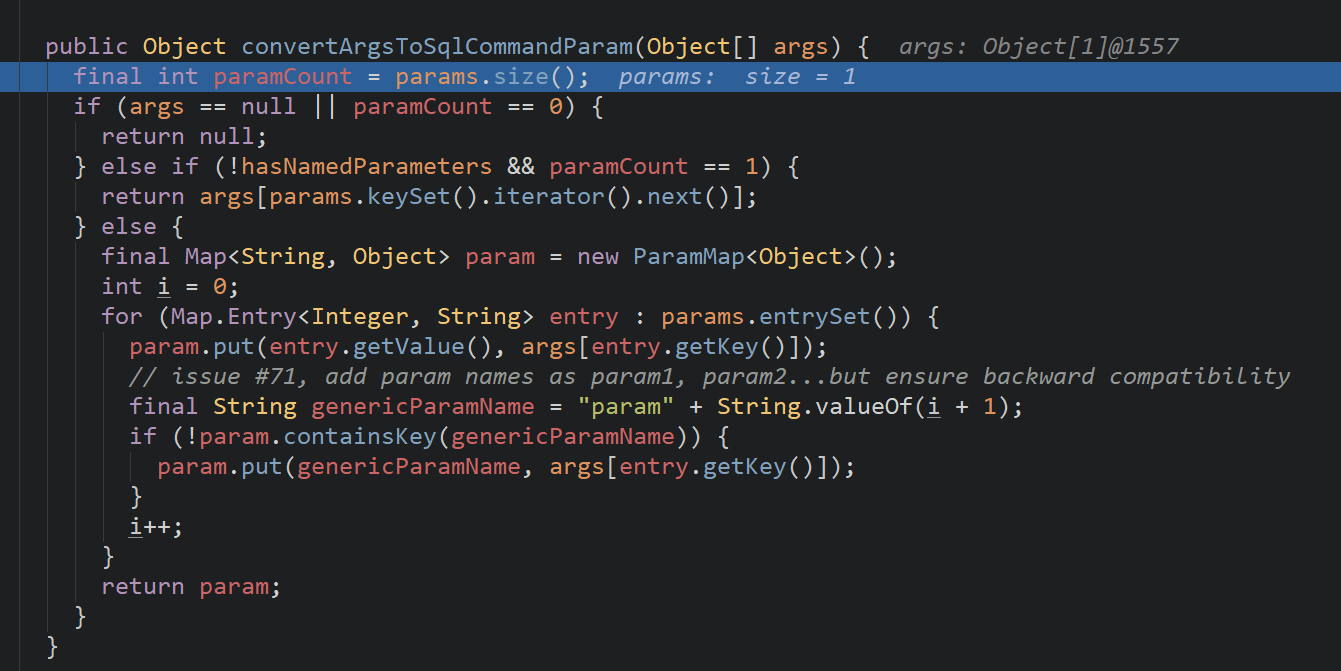 public Object convertArgsToSqlCommandParam(Object[] args) {  args: Object[1]@1557
  final int paramCount = params.size();  params:  size = 1
  if (args == null || paramCount == 0) {
    return null;
  } else if (!hasNamedParameters && paramCount == 1) {
    return args[params.keySet().iterator().next()];
  } else {
    final Map<String, Object> param = new ParamMap<Object>();
    int i = 0;
    for (Map.Entry<Integer, String> entry : params.entrySet()) {
      param.put(entry.getValue(), args[entry.getKey()]);
      // issue #71, add param names as param1, param2...but ensure backward compatibility
      final String genericParamName = "param" + String.valueOf(i + 1);
      if (!param.containsKey(genericParamName)) {
        param.put(genericParamName, args[entry.getKey()]);
      }
      i++;
    }
    return param;
  }
}